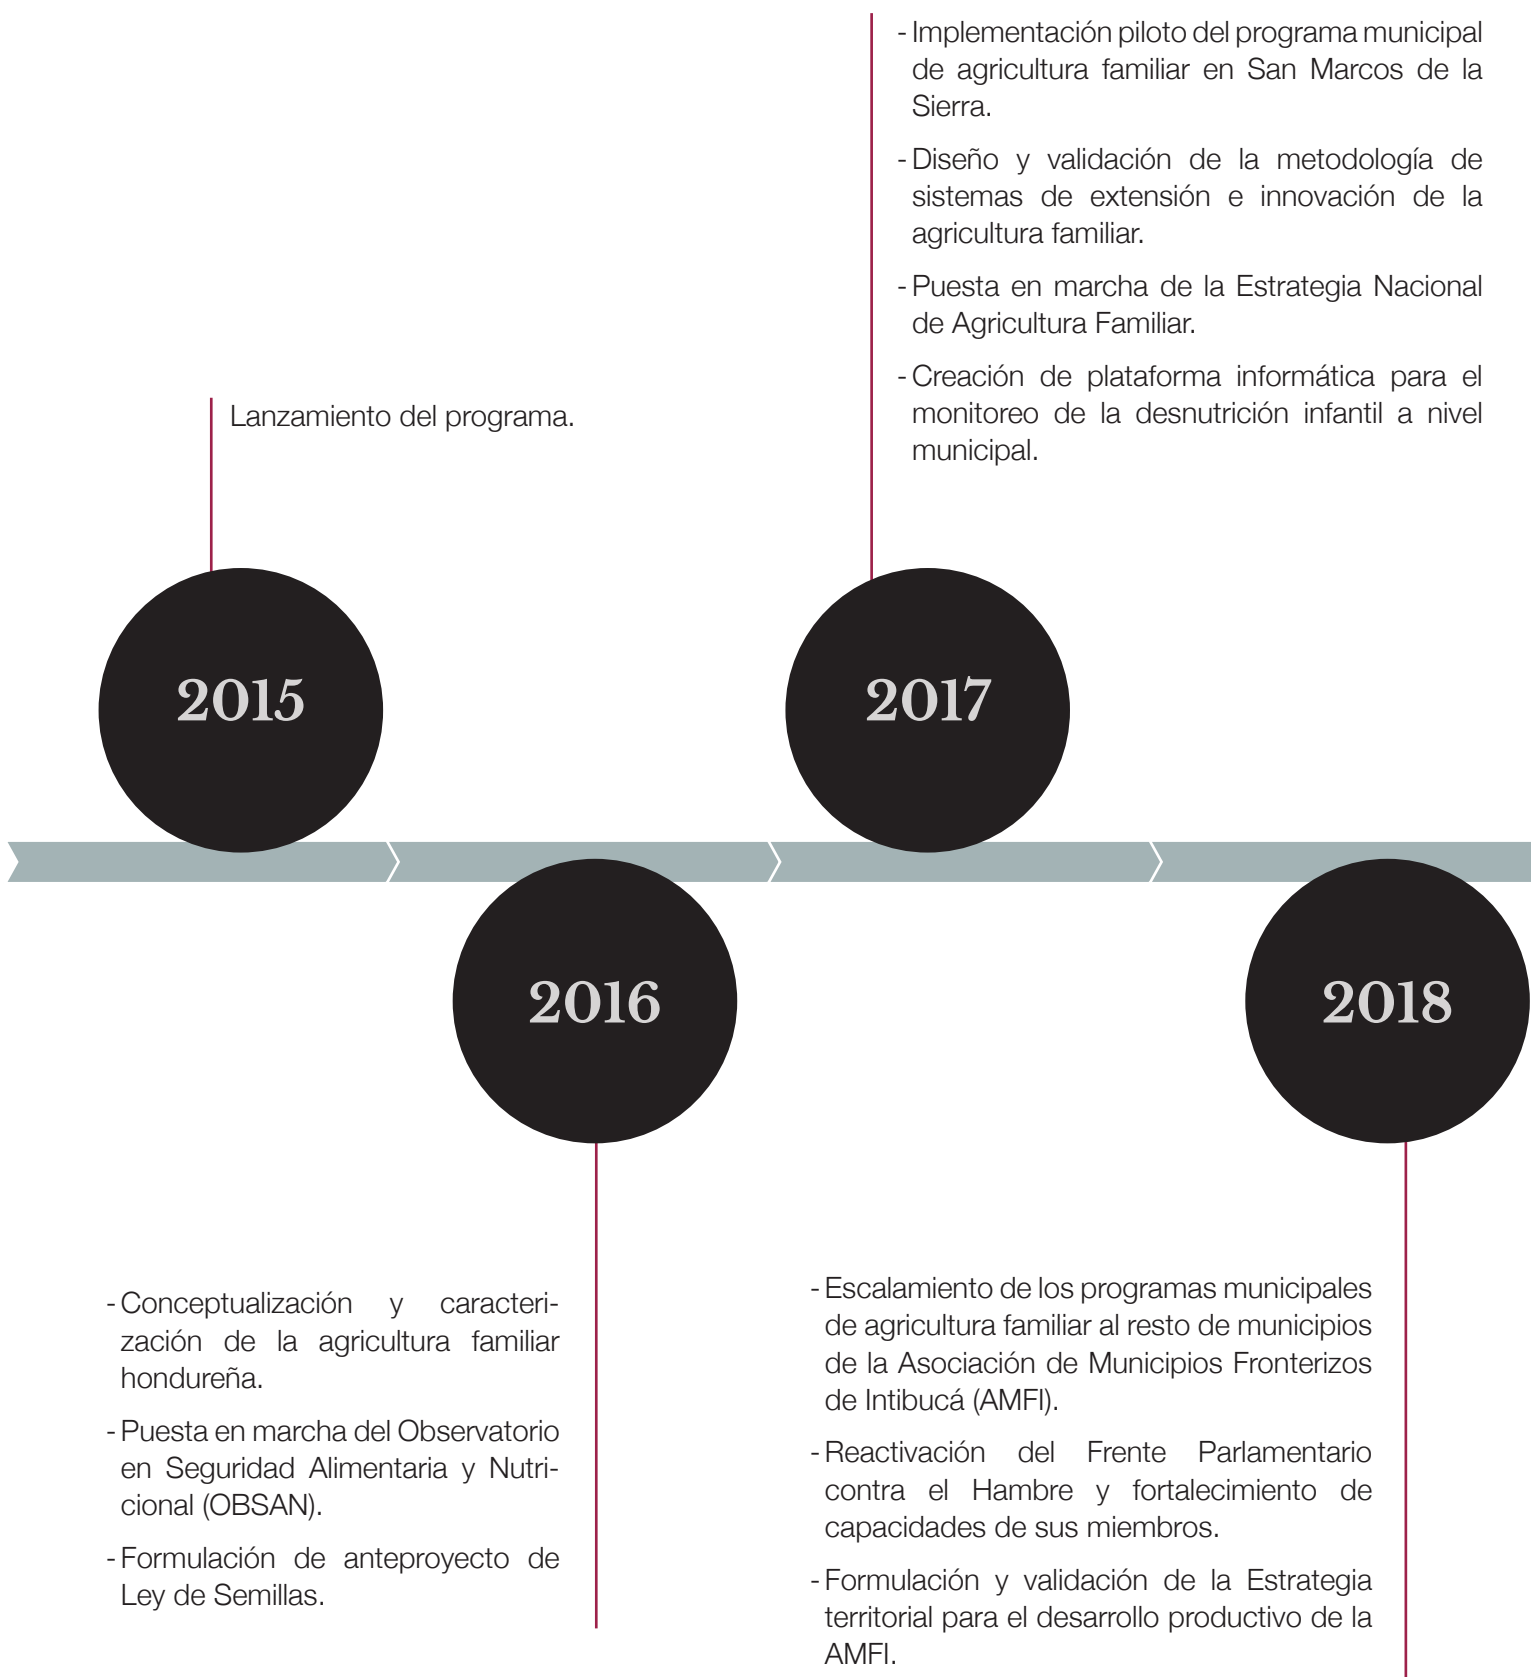 - Implementación piloto del programa municipal
de agricultura familiar en San Marcos de la
Sierra.
- Diseño y validación de la metodología de
sistemas de extensión e innovación de la
agricultura familiar.
- Puesta en marcha de la Estrategia Nacional
de Agricultura Familiar.
- Creación de plataforma informática para el
monitoreo de la desnutrición infantil a nivel
municipal.
Lanzamiento del programa.
2015
2017
2016
2018
- Conceptualización y caracteri-
zación de la agricultura familiar
hondureña.
- Puesta en marcha del Observatorio
en Seguridad Alimentaria y Nutri-
cional (OBSAN).
- Formulación de anteproyecto de
Ley de Semillas.
- Escalamiento de los programas municipales
de agricultura familiar al resto de municipios
de la Asociación de Municipios Fronterizos
de Intibucá (AMFI).
- Reactivación del Frente Parlamentario
contra el Hambre y fortalecimiento de
capacidades de sus miembros.
- Formulación y validación de la Estrategia
territorial para el desarrollo productivo de la
AMFI.